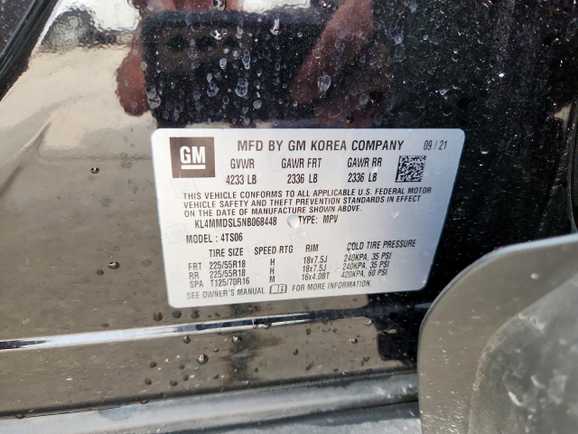 GM MFD BY GM KOREA COMPANY 09/21
GVWR GAWR FRT GAWR RR
4233 LB 2336 LB 2336 LB
THIS VEHICLE CONFORMS TO ALL APPLICABLE U.S. FEDERAL MOTOR
VEHICLE SAFETY AND THEFT PREVENTION STANDARDS IN EFFECT ON
THE DATE OF MANUFACTURE SHOWN ABOVE.
KL4MMDSL5NB068448 TYPE: MPV
MODEL: 4TS06
TIRE SIZE SPEED RTG RIM COLD TIRE PRESSURE
FRT 225/55R18 H 18x7.5J 240KPA, 35 PSI
RR 225/55R18 H 18x7.5J 240KPA, 35 PSI
SPA T125/70R16 M 16x4.0BT 420KPA, 60 PSI
SEE OWNER'S MANUAL FOR MORE INFORMATION.